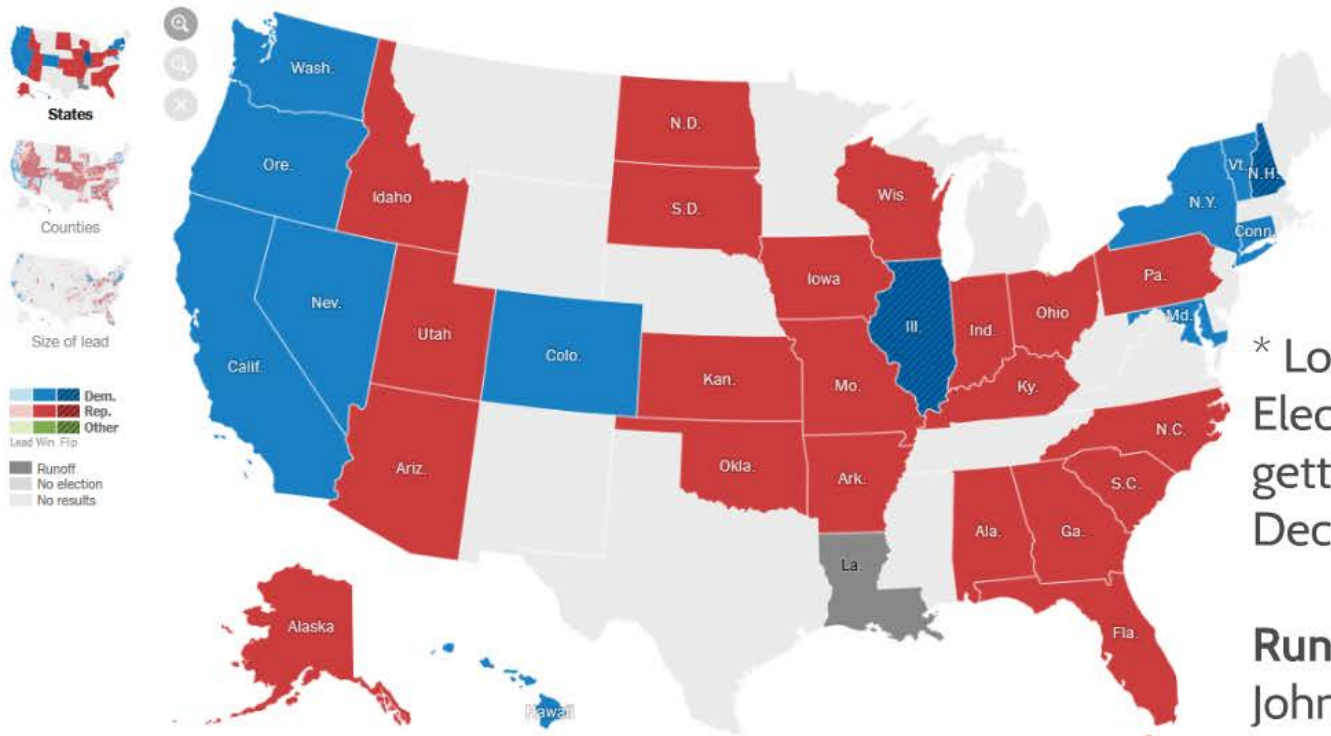 States
Counties
Size of lead
Dem.
Rep.
Other
Lead Win Flip
Runoff
No election
No results
Wash.
Ore.
Calif.
Nev.
Idaho
Utah
Ariz.
Colo.
N.D.
S.D.
Kan.
Okla.
Iowa
Mo.
Ark.
La.
Wis.
Ill.
Ind.
Ohio
Ky.
Pa.
N.Y.
Vt.
N.H.
Conn.
Md.
N.C.
S.C.
Ga.
Ala.
Fla.
Alaska
Hawaii
* Lo
Elec
gett
Dec
Run
John